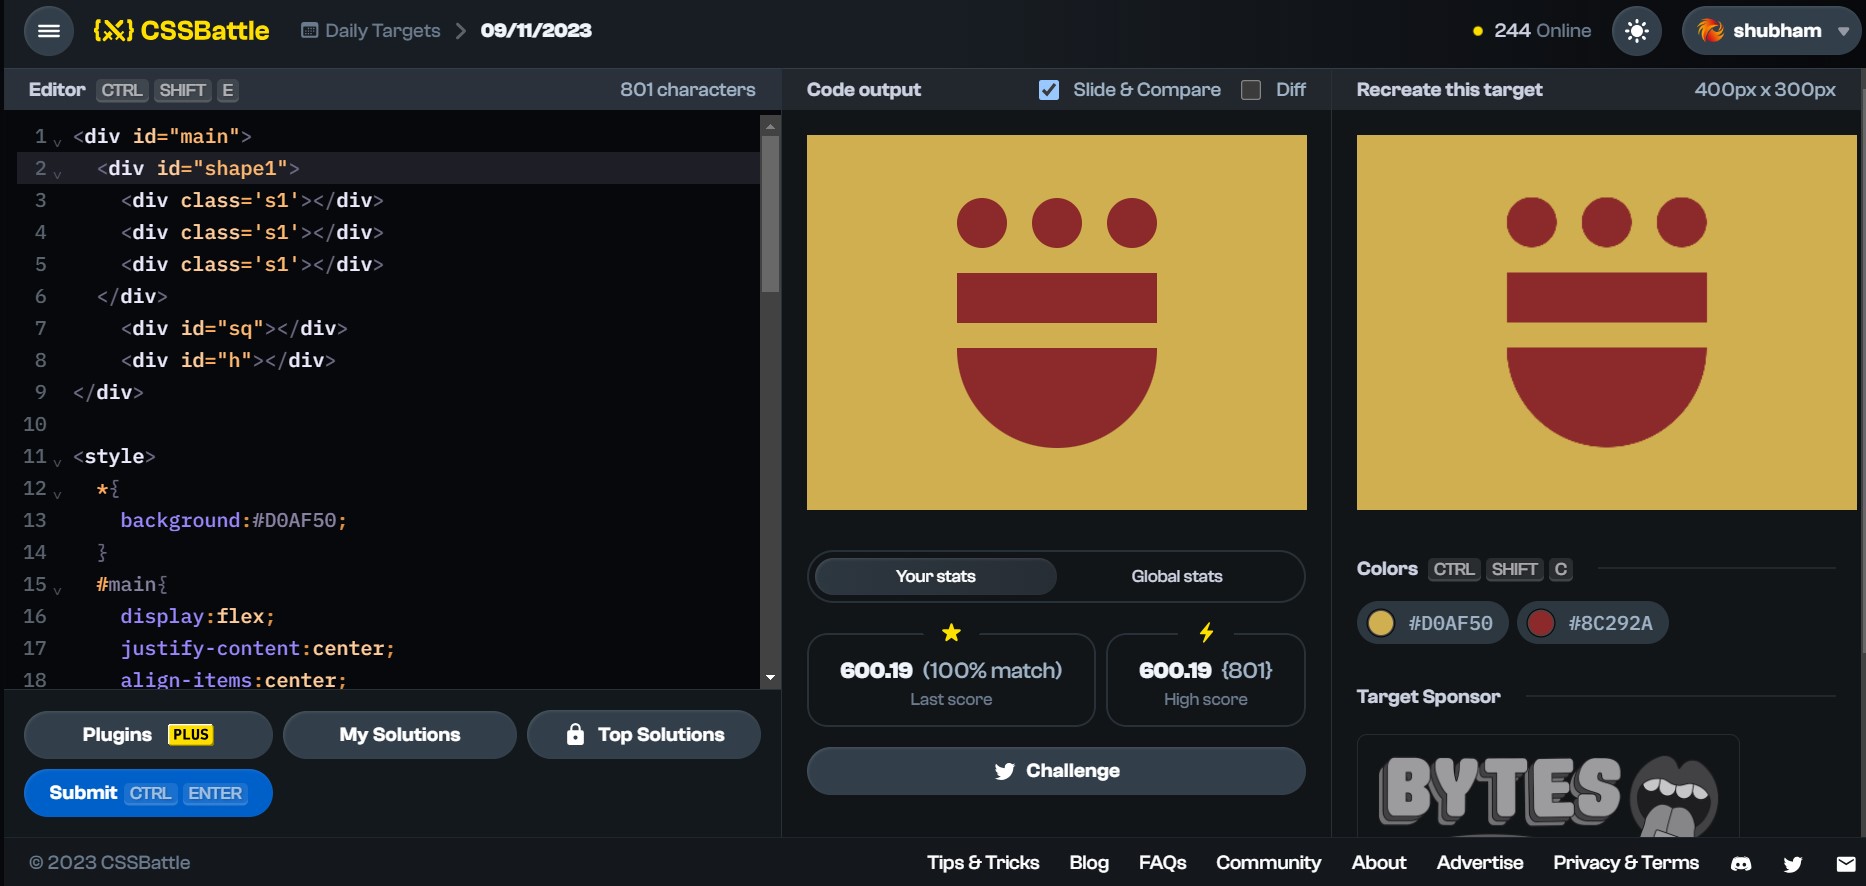 {X} CSSBattle
Daily Targets > 09/11/2023
244 Online
shubham
Editor CTRL SHIFT E
801 characters
1 <div id="main">
2 <div id="shape1">
3 <div class='s1'></div>
4 <div class='s1'></div>
5 <div class='s1'></div>
6 </div>
7 <div id="sq"></div>
8 <div id="h"></div>
9 </div>
10
11 <style>
12 *{
13 background:#D0AF50;
14 }
15 #main{
16 display:flex;
17 justify-content:center;
18 align-items:center;
Plugins PLUS
My Solutions
Top Solutions
Submit CTRL ENTER
Code output
Slide & Compare
Diff
Your stats
Global stats
600.19 (100% match)
Last score
600.19 {801}
High score
Challenge
Recreate this target
400px x 300px
Colors CTRL SHIFT C
#D0AF50
#8C292A
Target Sponsor
BYTES
© 2023 CSSBattle
Tips & Tricks
Blog
FAQs
Community
About
Advertise
Privacy & Terms